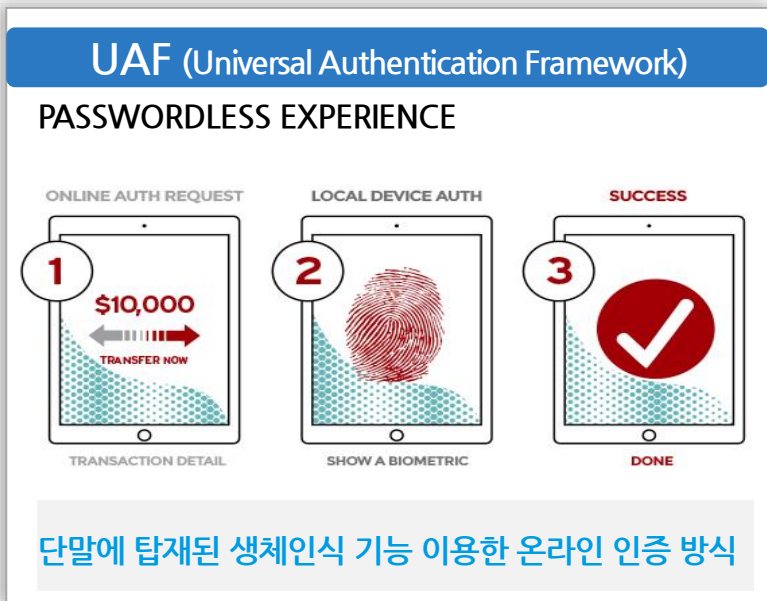 UAF (Universal Authentication Framework)
PASSWORDLESS EXPERIENCE
ONLINE AUTH REQUEST
LOCAL DEVICE AUTH
SUCCESS
1
$10,000
TRANSFER NOW
2
3
TRANSACTION DETAIL
SHOW A BIOMETRIC
DONE
단말에 탑재된 생체인식 기능 이용한 온라인 인증 방식